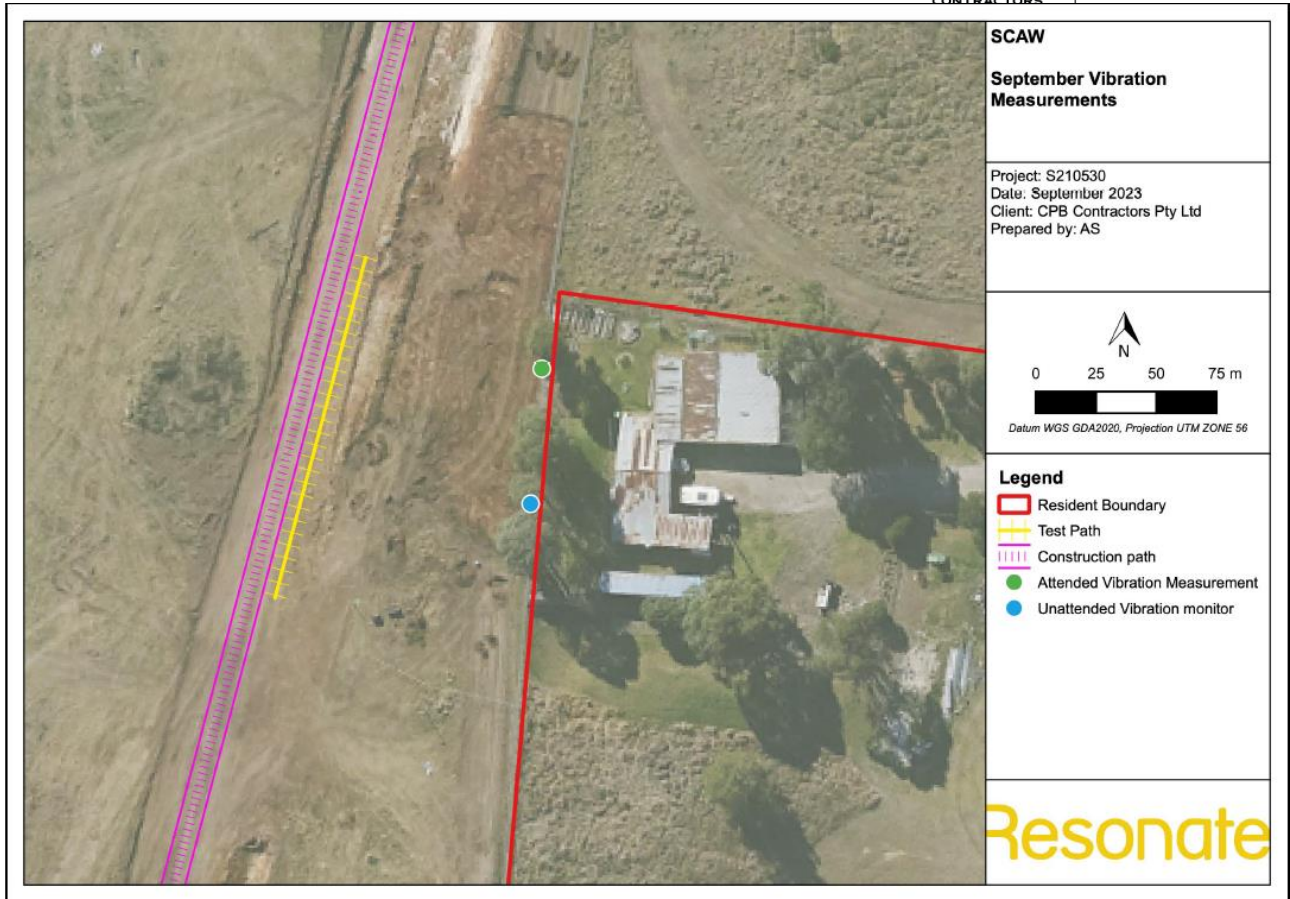 CONTRACTORS
SCAW
September Vibration
Measurements
Project: S210530
Date: September 2023
Client: CPB Contractors Pty Ltd
Prepared by: AS
N
0 25 50 75 m
Datum WGS GDA2020, Projection UTM ZONE 56
Legend
Resident Boundary
Test Path
Construction path
Attended Vibration Measurement
Unattended Vibration monitor
Resonate